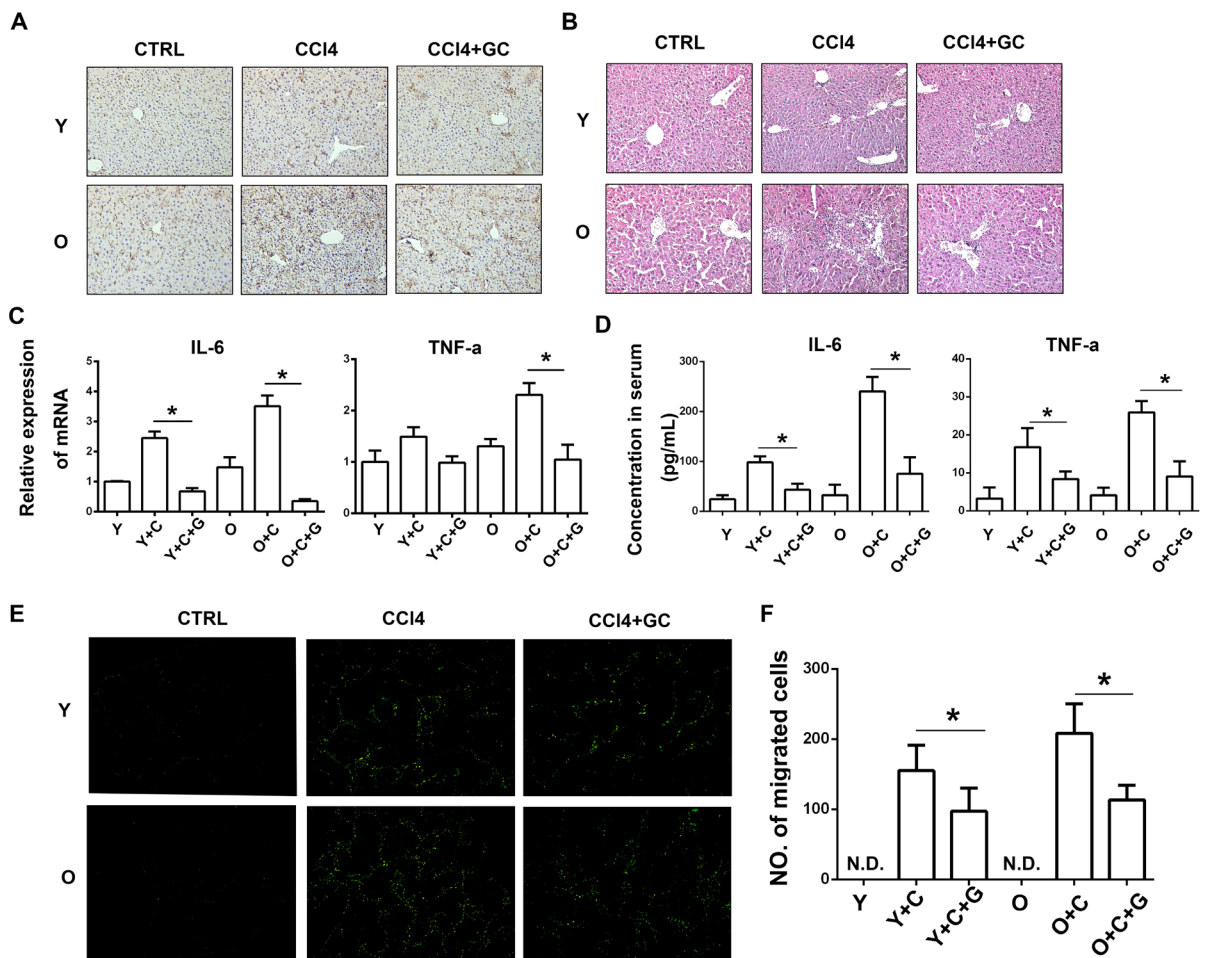 A
CTRL
CCl4
CCl4+GC
Y
O
B
CTRL
CCl4
CCl4+GC
Y
O
C
Relative expression
of mRNA
IL-6
5
4
3
2
1
0
*
*
Y
Y+C
Y+C+G
O
O+C
O+C+G
TNF-a
3
2
1
0
*
Y
Y+C
Y+C+G
O
O+C
O+C+G
D
Concentration in serum
(pg/mL)
IL-6
300
200
100
0
*
*
Y
Y+C
Y+C+G
O
O+C
O+C+G
TNF-a
40
30
20
10
0
*
*
Y
Y+C
Y+C+G
O
O+C
O+C+G
E
CTRL
CCl4
CCl4+GC
Y
O
F
NO. of migrated cells
300
200
100
0
*
*
N.D.
N.D.
Y
Y+C
Y+C+G
O
O+C
O+C+G